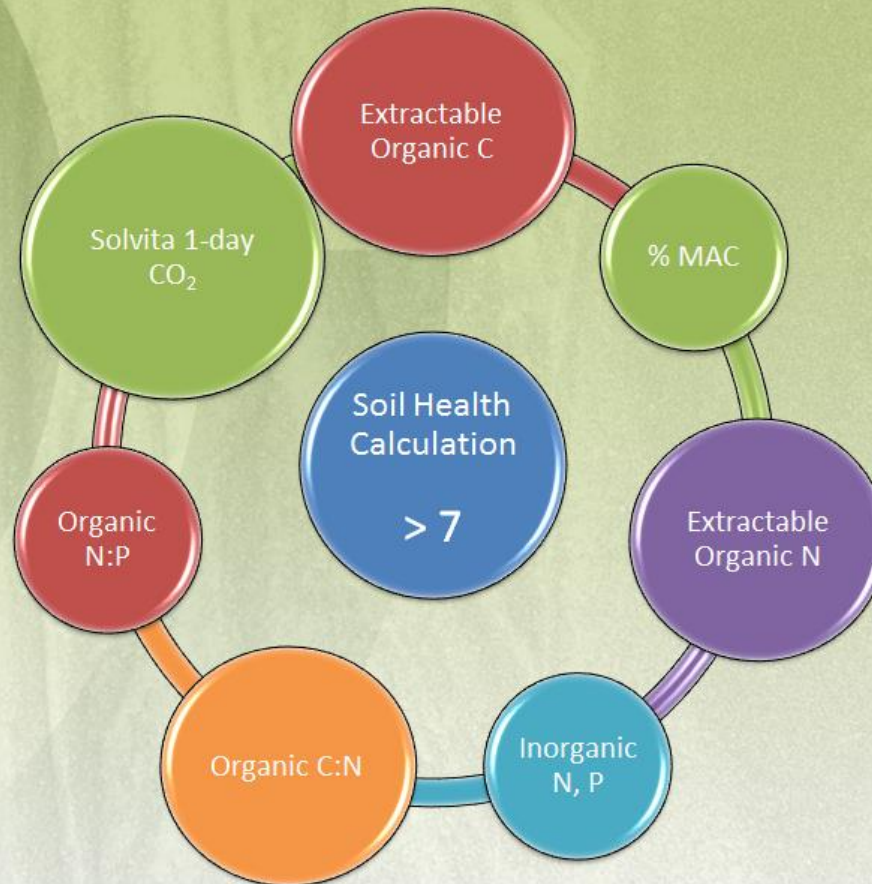 Extractable
Organic C
Solvita 1-day
CO₂
% MAC
Soil Health
Calculation
> 7
Organic
N:P
Extractable
Organic N
Organic C:N
Inorganic
N, P